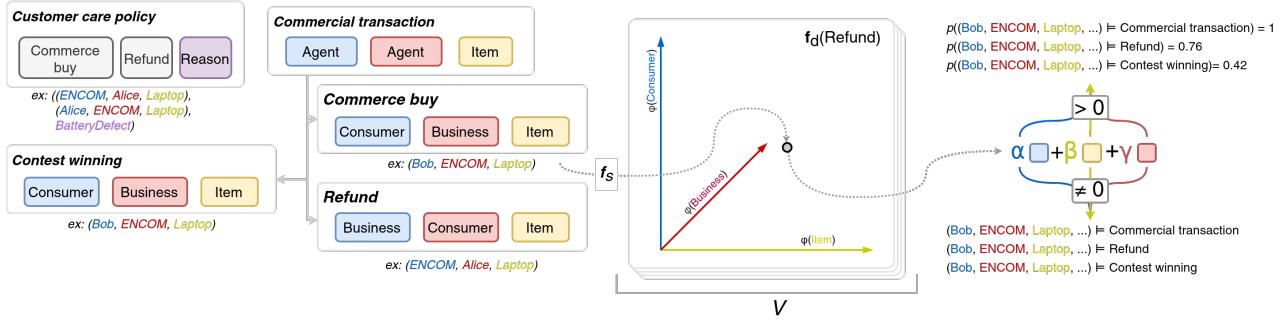 Customer care policy
Commerce buy
Refund
Reason
ex: ((ENCOM, Alice, Laptop),
(Alice, ENCOM, Laptop),
BatteryDefect)
Contest winning
Consumer
Business
Item
ex: (Bob, ENCOM, Laptop)
Commercial transaction
Agent
Agent
Item
Commerce buy
Consumer
Business
Item
ex: (Bob, ENCOM, Laptop)
Refund
Business
Consumer
Item
ex: (ENCOM, Alice, Laptop)
fS
fd(Refund)
φ(Consumer)
φ(Business)
φ(Item)
V
p((Bob, ENCOM, Laptop, ...) ⊨ Commercial transaction) = 1
p((Bob, ENCOM, Laptop, ...) ⊨ Refund) = 0.76
p((Bob, ENCOM, Laptop, ...) ⊨ Contest winning)= 0.42
> 0
α + β + γ
≠ 0
(Bob, ENCOM, Laptop, ...) ⊨ Commercial transaction
(Bob, ENCOM, Laptop, ...) ⊨ Refund
(Bob, ENCOM, Laptop, ...) ⊨ Contest winning